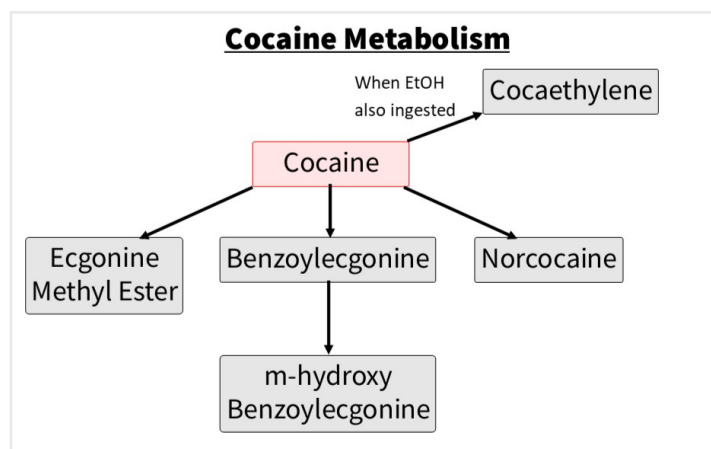 Cocaine Metabolism
When EtOH
also ingested
Cocaethylene
Cocaine
Ecgonine
Methyl Ester
Benzoylecgonine
Norcocaine
m-hydroxy
Benzoylecgonine